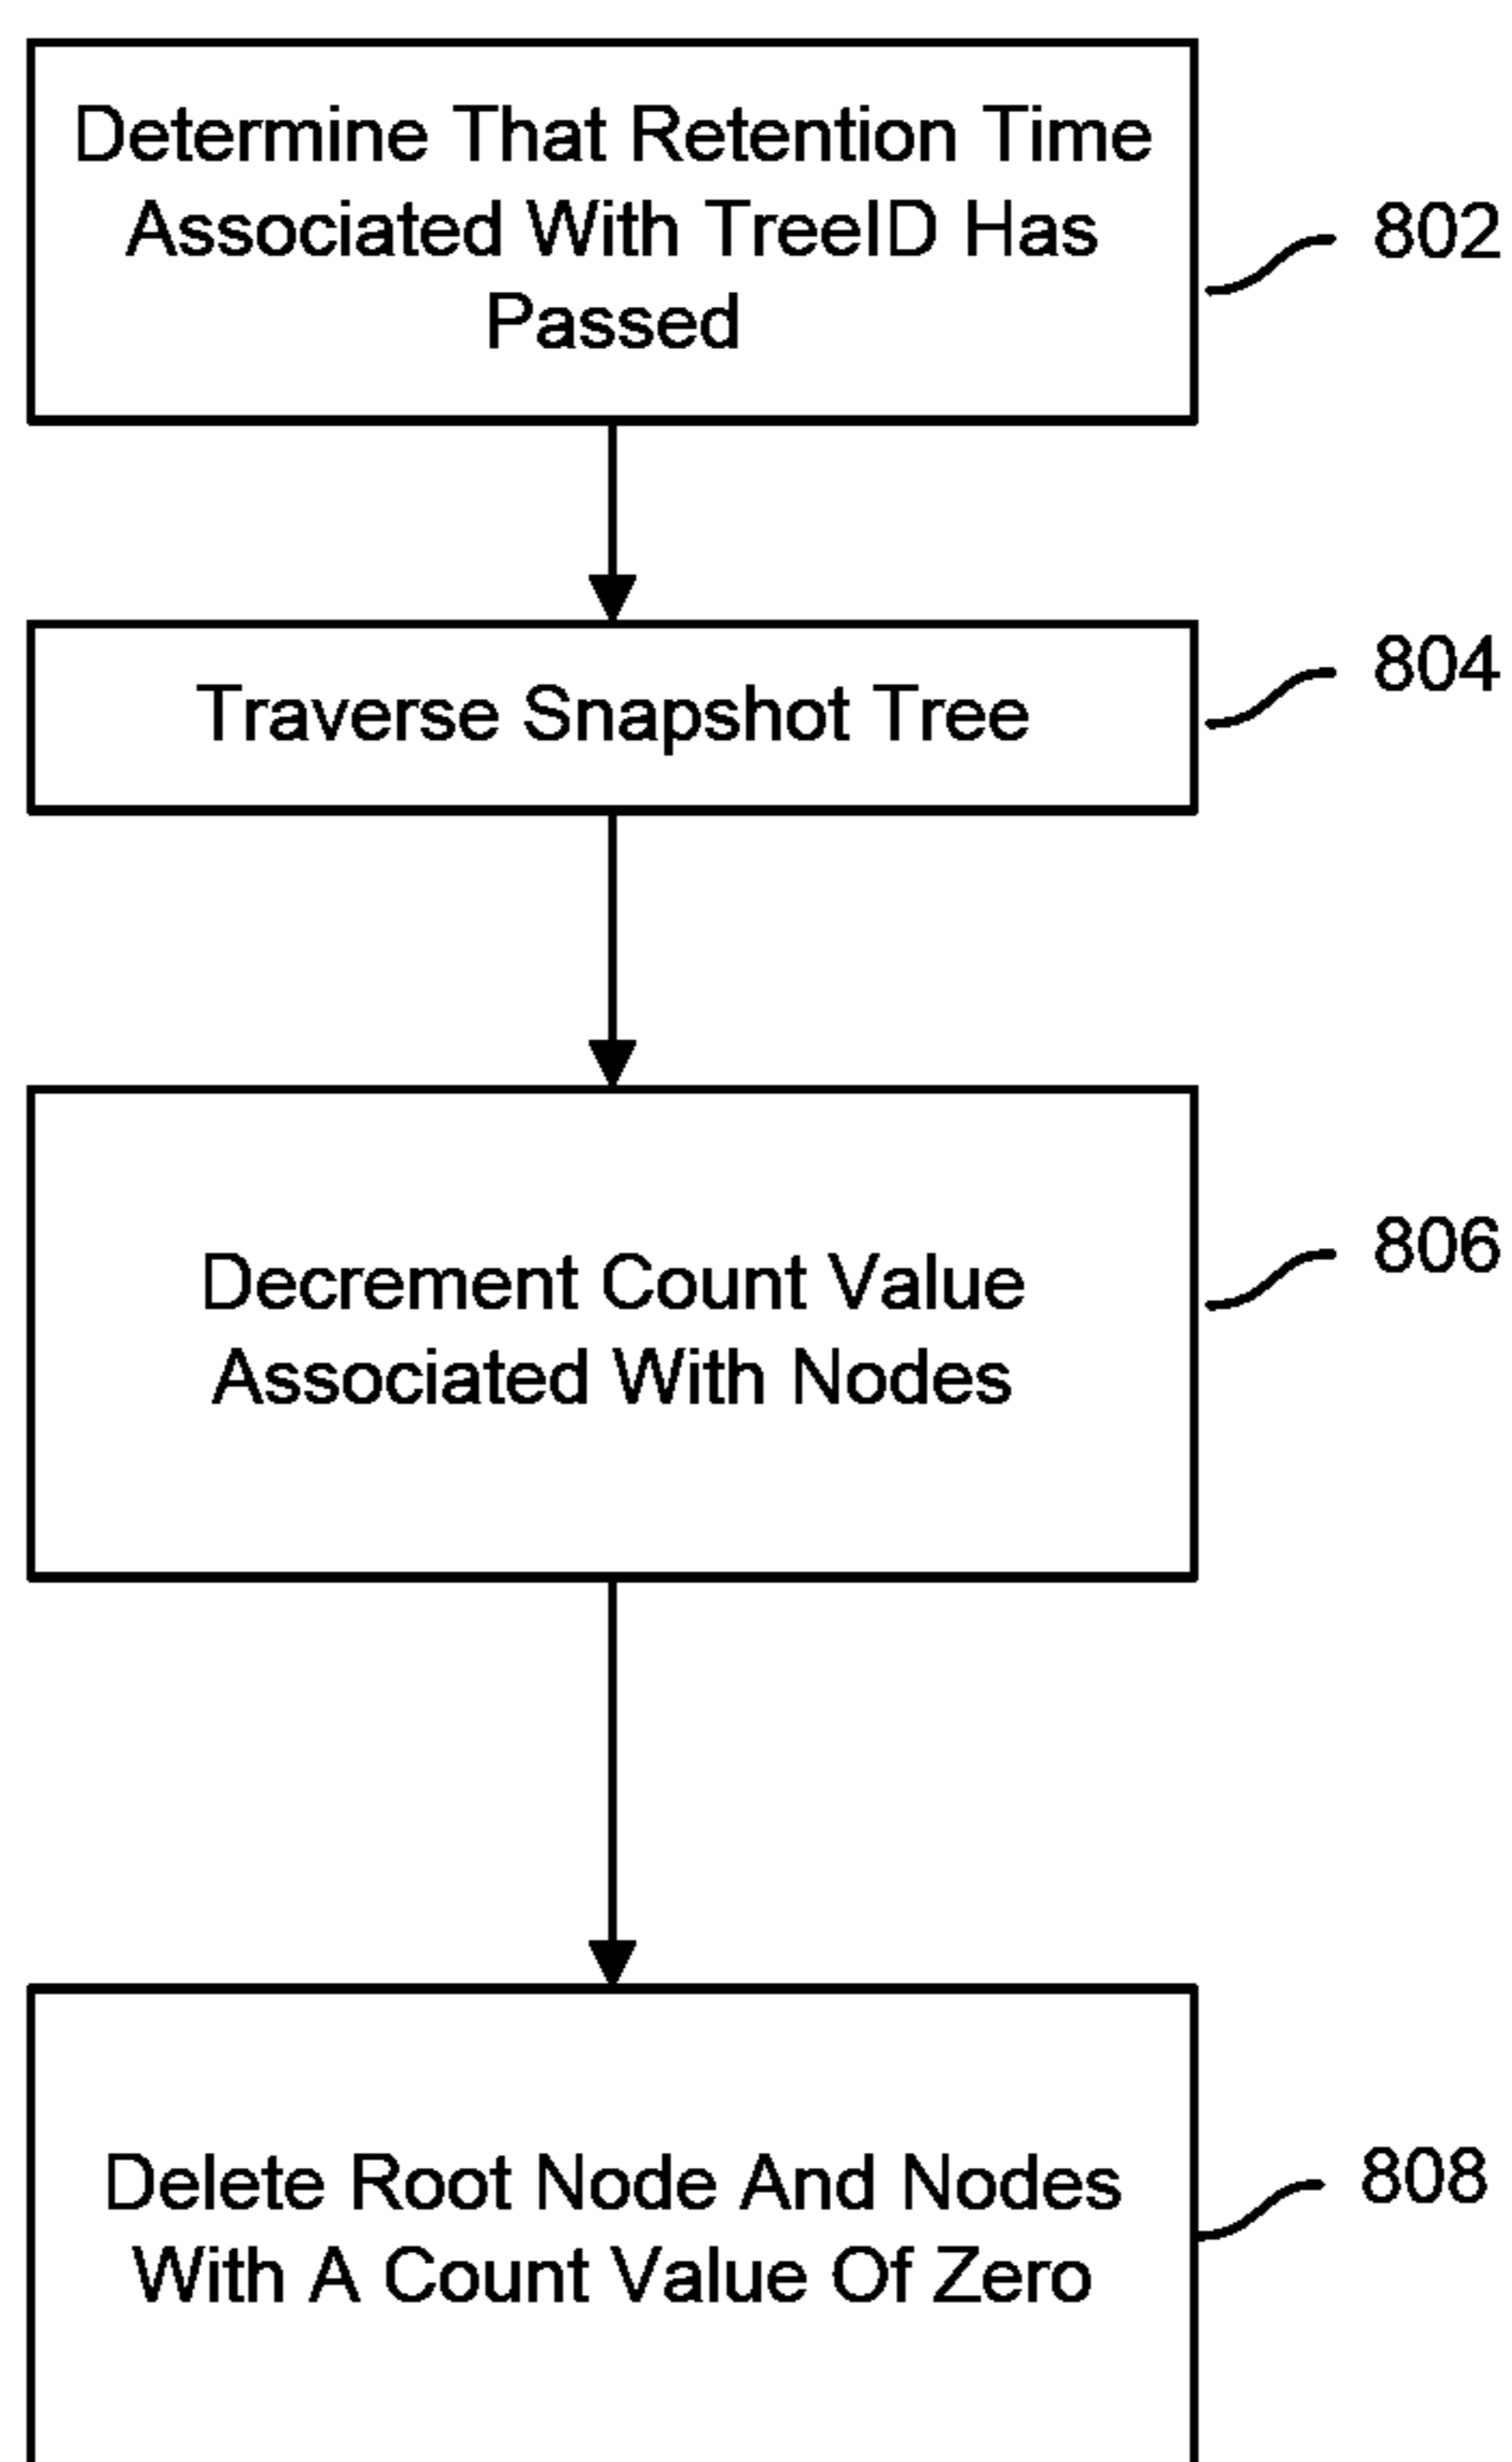 Determine That Retention Time
Associated With TreeID Has
Passed
802
Traverse Snapshot Tree
804
Decrement Count Value
Associated With Nodes
806
Delete Root Node And Nodes
With A Count Value Of Zero
808